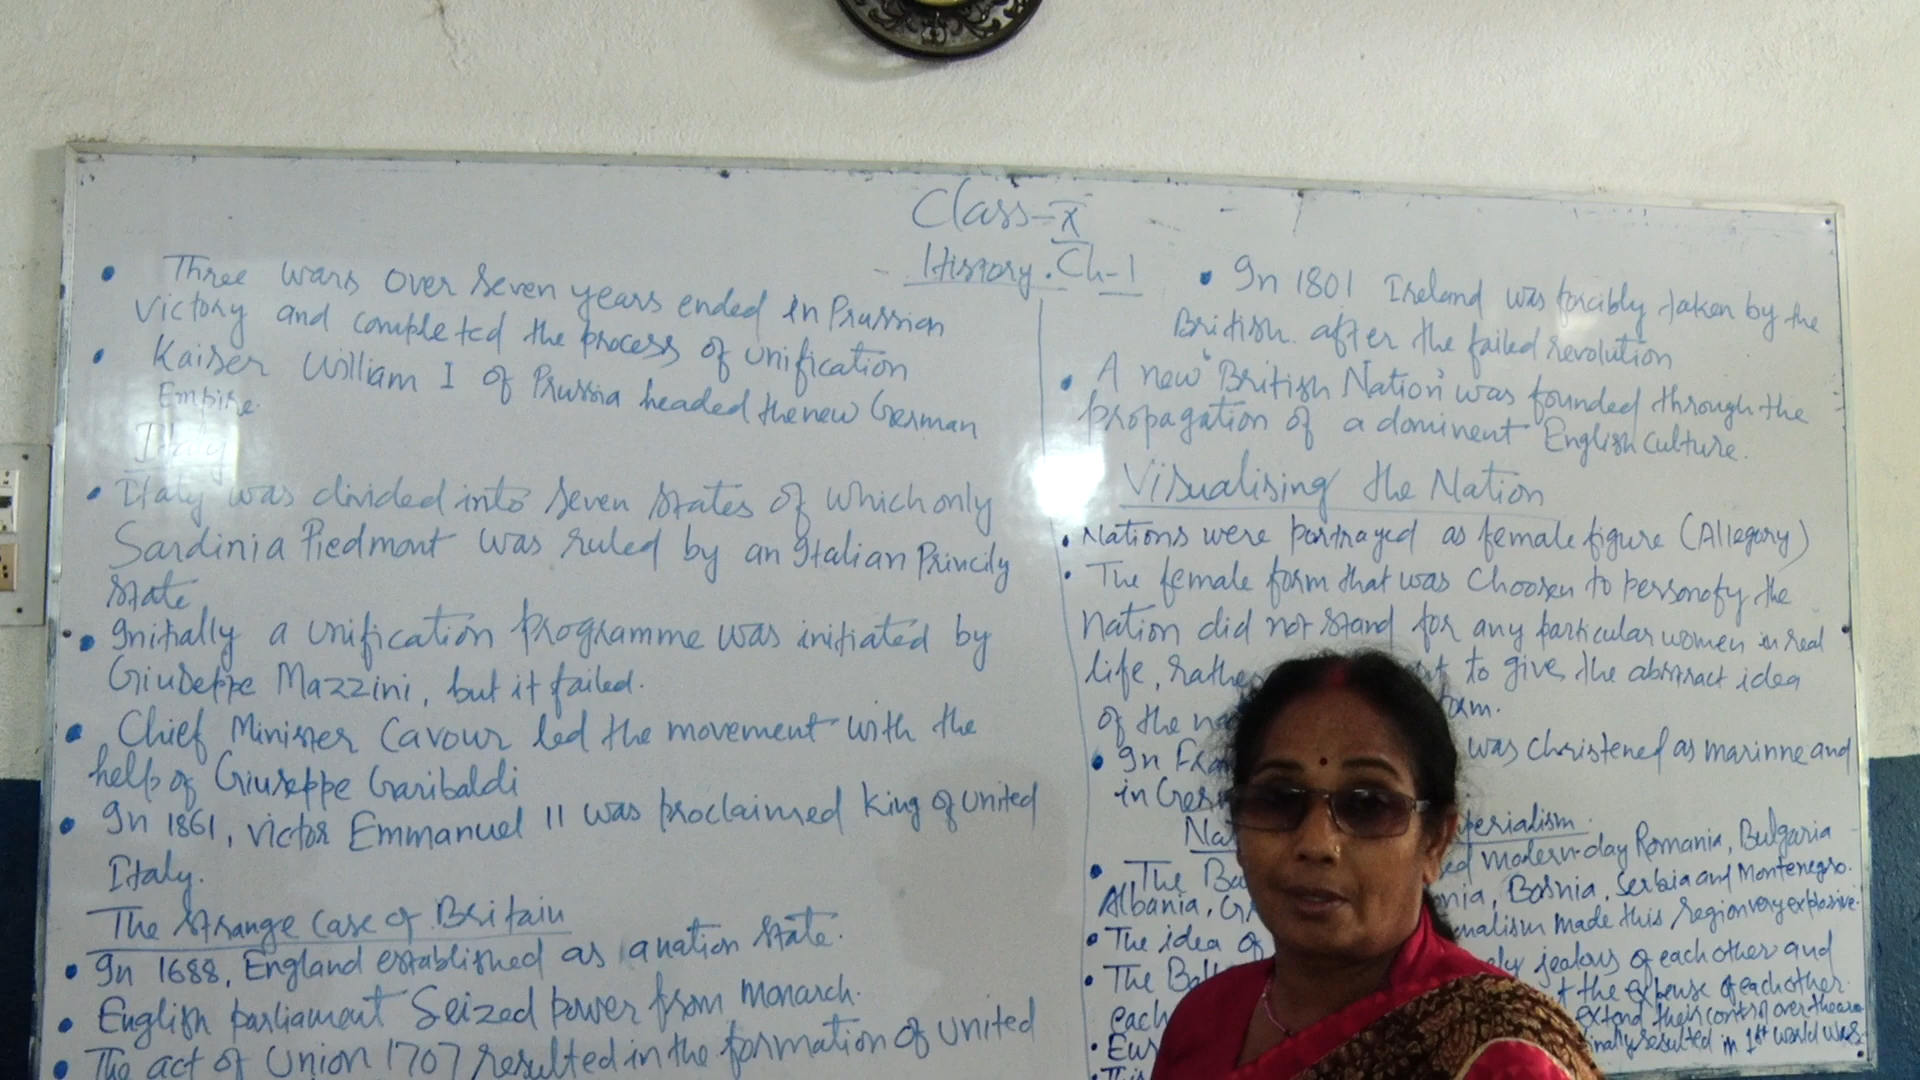 Class-X
History. Ch-1
• Three wars over seven years ended in Prussian
victory and completed the process of unification
• Kaiser William I of Prussia headed the new German
Empire.
Italy
• Italy was divided into seven states of which only
Sardinia Piedmont was ruled by an Italian Princily
state
• Initially a unification programme was initiated by
Giuseppe Mazzini, but it failed.
• Chief Minister Cavour led the movement with the
help of Giuseppe Garibaldi
• In 1861, Victor Emmanuel II was proclaimed King of united
Italy.
The Strange Case of Britain
• In 1688, England established as a nation state.
• English parliament Seized power from monarch.
• The act of Union 1707 resulted in the formation of united
• In 1801 Ireland was forcibly taken by the
British. after the failed revolution
• A new 'British Nation' was founded through the
propagation of a dominent English culture.
Visualising the Nation
• Nations were portrayed as female figure (Allegory)
• The female form that was choosen to personofy the
Nation did not stand for any particular women in real
life, to give the abstract idea
of the
• In was christened as marinne and
in
• The modern-day Romania, Bulgaria
Albania, Bosnia, Serbia and Montenegro.
• The idea of made this region very explosive.
• The jealous of each other and
each the expense of each other.
• extend their control over the area
• This resulted in 1st world war.